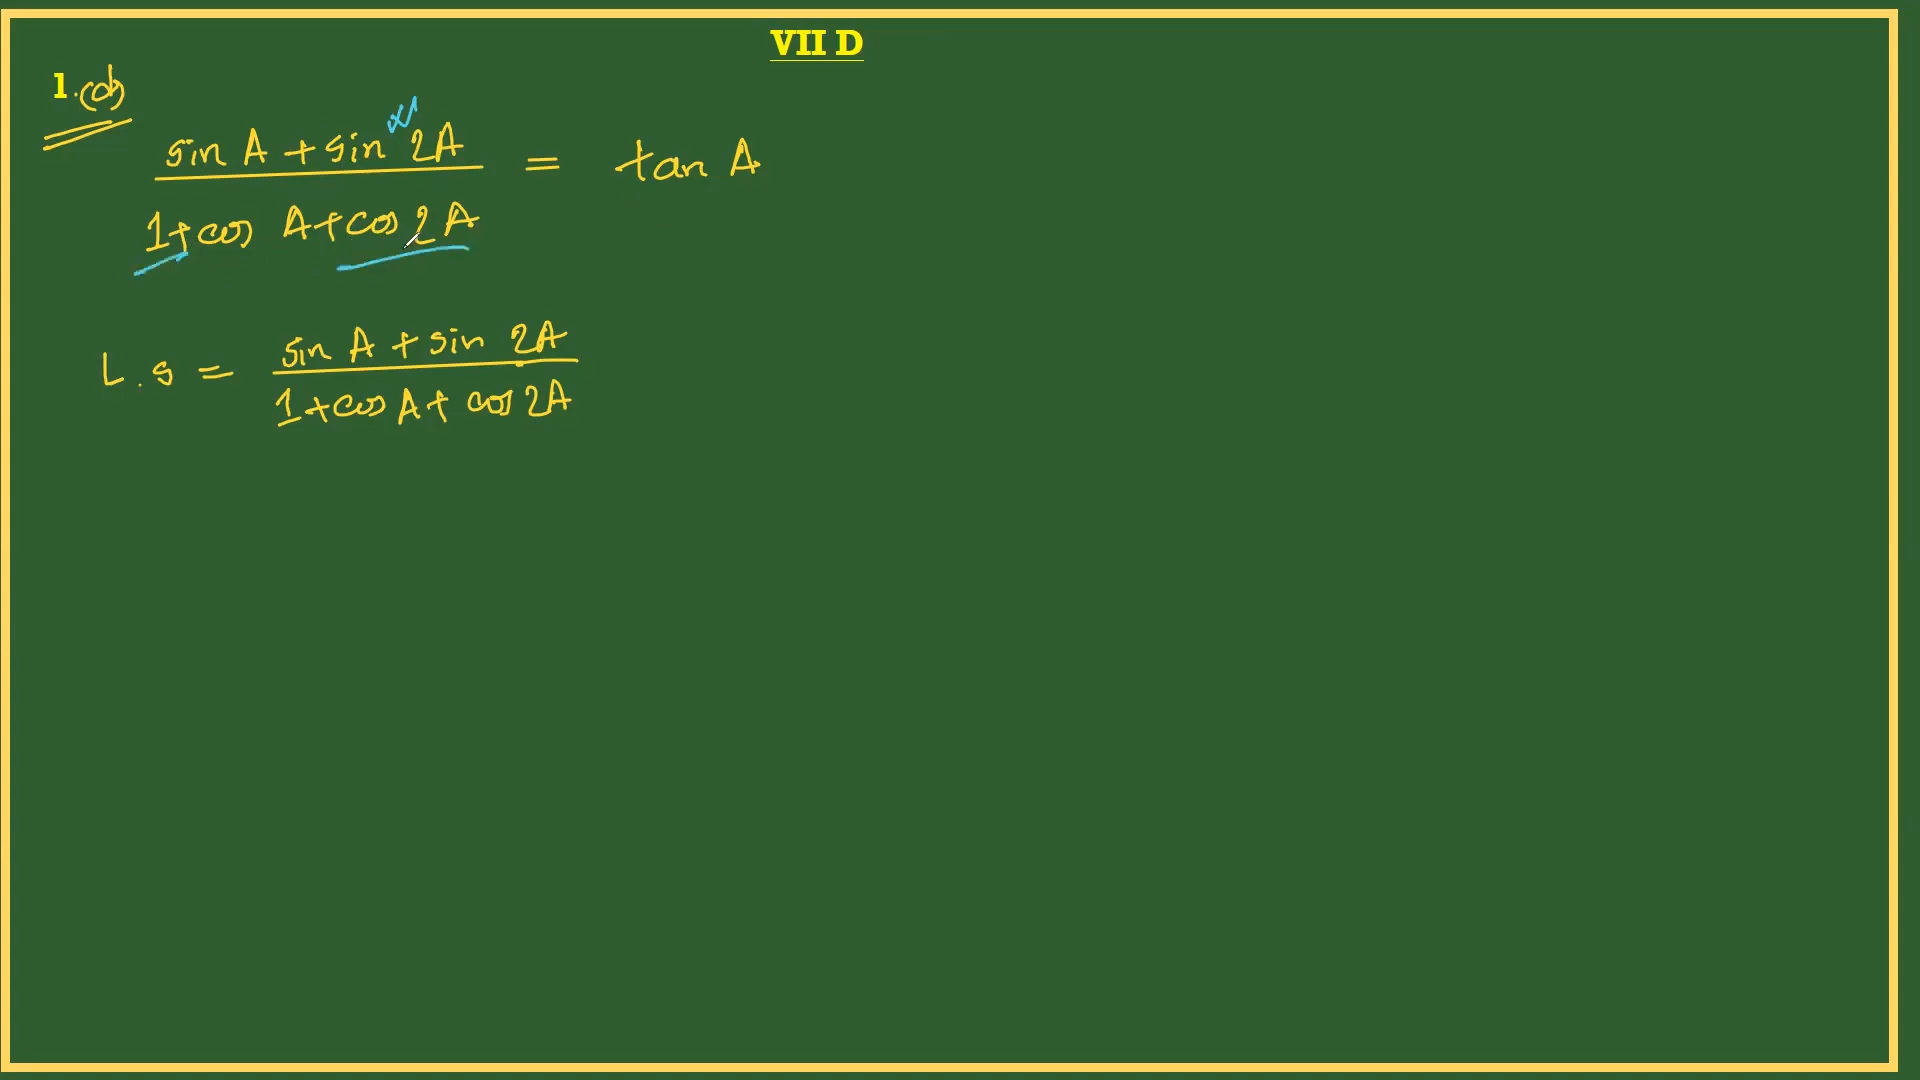 VII D
1.(d)
sin A + sin 2A / 1 + cos A + cos 2A = tan A
L.S = sin A + sin 2A / 1 + cos A + cos 2A